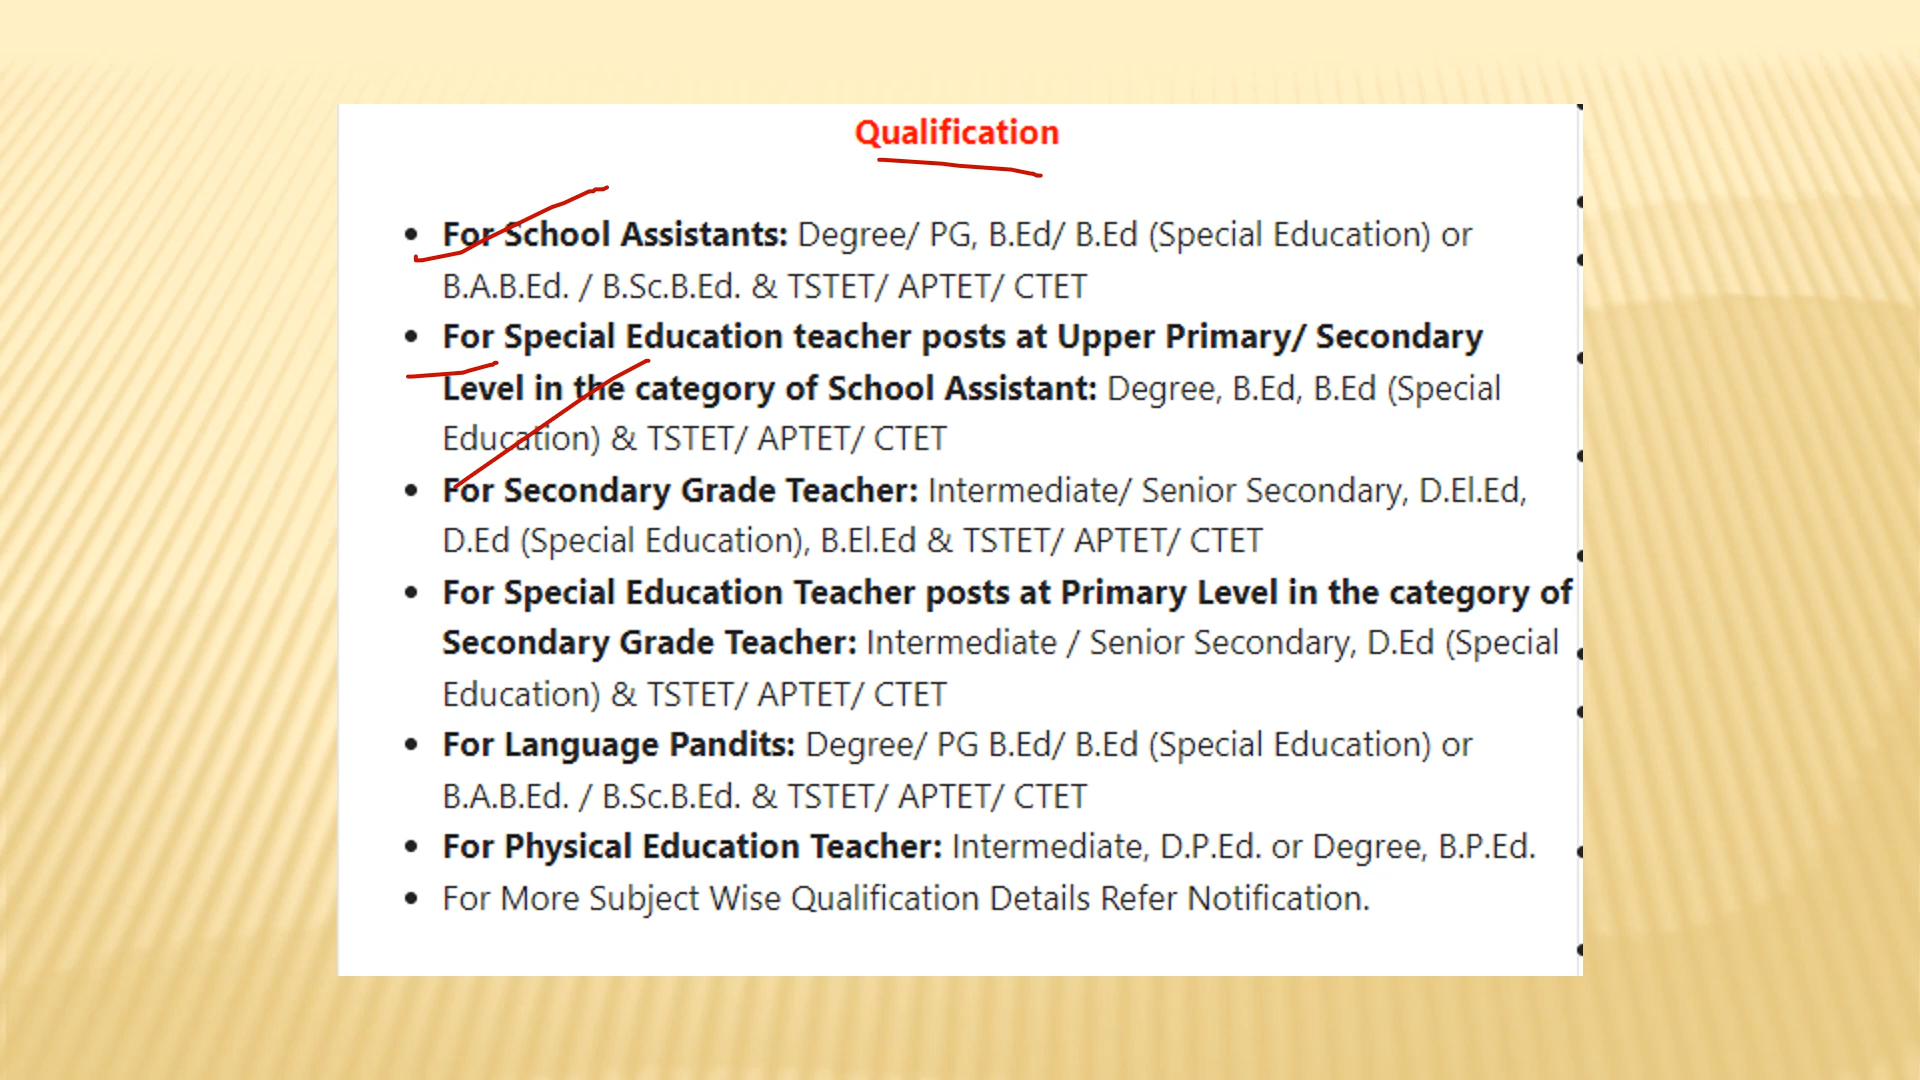 Qualification
• For School Assistants: Degree/ PG, B.Ed/ B.Ed (Special Education) or
B.A.B.Ed. / B.Sc.B.Ed. & TSTET/ APTET/ CTET
• For Special Education teacher posts at Upper Primary/ Secondary
Level in the category of School Assistant: Degree, B.Ed, B.Ed (Special
Education) & TSTET/ APTET/ CTET
• For Secondary Grade Teacher: Intermediate/ Senior Secondary, D.El.Ed,
D.Ed (Special Education), B.El.Ed & TSTET/ APTET/ CTET
• For Special Education Teacher posts at Primary Level in the category of
Secondary Grade Teacher: Intermediate / Senior Secondary, D.Ed (Special
Education) & TSTET/ APTET/ CTET
• For Language Pandits: Degree/ PG B.Ed/ B.Ed (Special Education) or
B.A.B.Ed. / B.Sc.B.Ed. & TSTET/ APTET/ CTET
• For Physical Education Teacher: Intermediate, D.P.Ed. or Degree, B.P.Ed.
• For More Subject Wise Qualification Details Refer Notification.